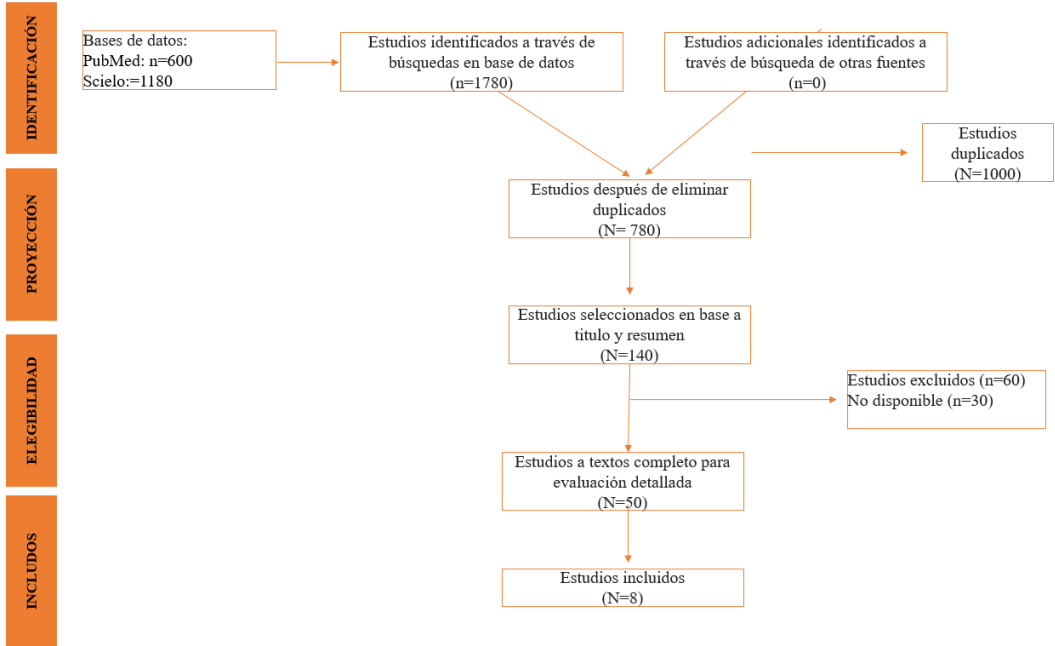 IDENTIFICACIÓN
Bases de datos:
PubMed: n=600
Scielo:=1180
Estudios identificados a través de
búsquedas en base de datos
(n=1780)
Estudios adicionales identificados a
través de búsqueda de otras fuentes
(n=0)
Estudios
duplicados
(N=1000)
PROYECCIÓN
Estudios después de eliminar
duplicados
(N= 780)
Estudios seleccionados en base a
titulo y resumen
(N=140)
ELEGIBILIDAD
Estudios excluidos (n=60)
No disponible (n=30)
Estudios a textos completo para
evaluación detallada
(N=50)
INCLUDOS
Estudios incluidos
(N=8)